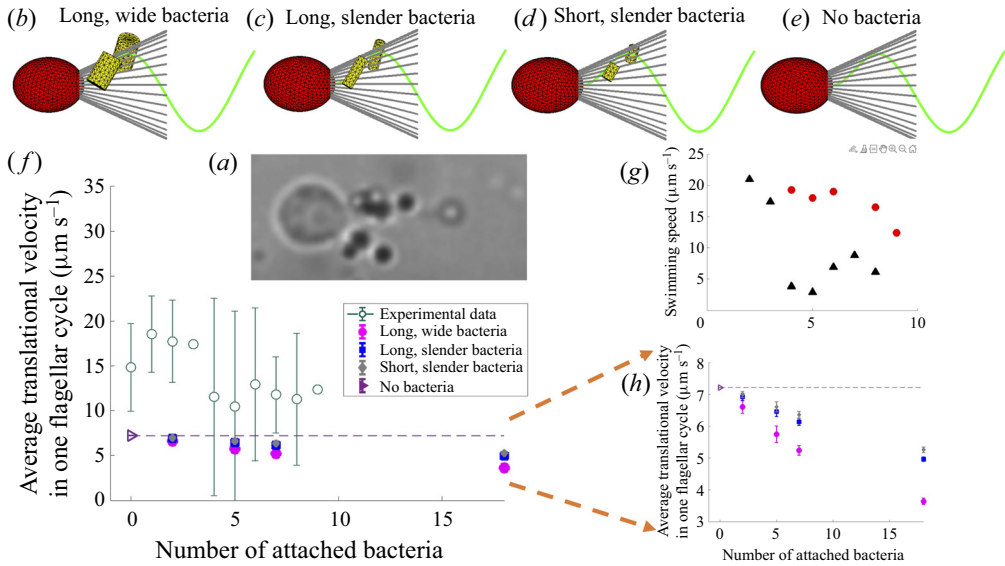 (b) Long, wide bacteria
(c) Long, slender bacteria
(d) Short, slender bacteria
(e) No bacteria
(f)
(a)
Average translational velocity
in one flagellar cycle (μm s⁻¹)
35
30
25
20
15
10
5
0
0 5 10 15
Number of attached bacteria
Experimental data
Long, wide bacteria
Long, slender bacteria
Short, slender bacteria
No bacteria
(g)
Swimming speed (μm s⁻¹)
25
20
15
10
5
0
0 5 10
(h)
Average translational velocity
in one flagellar cycle (μm s⁻¹)
8
7
6
5
4
3
0 5 10 15
Number of attached bacteria